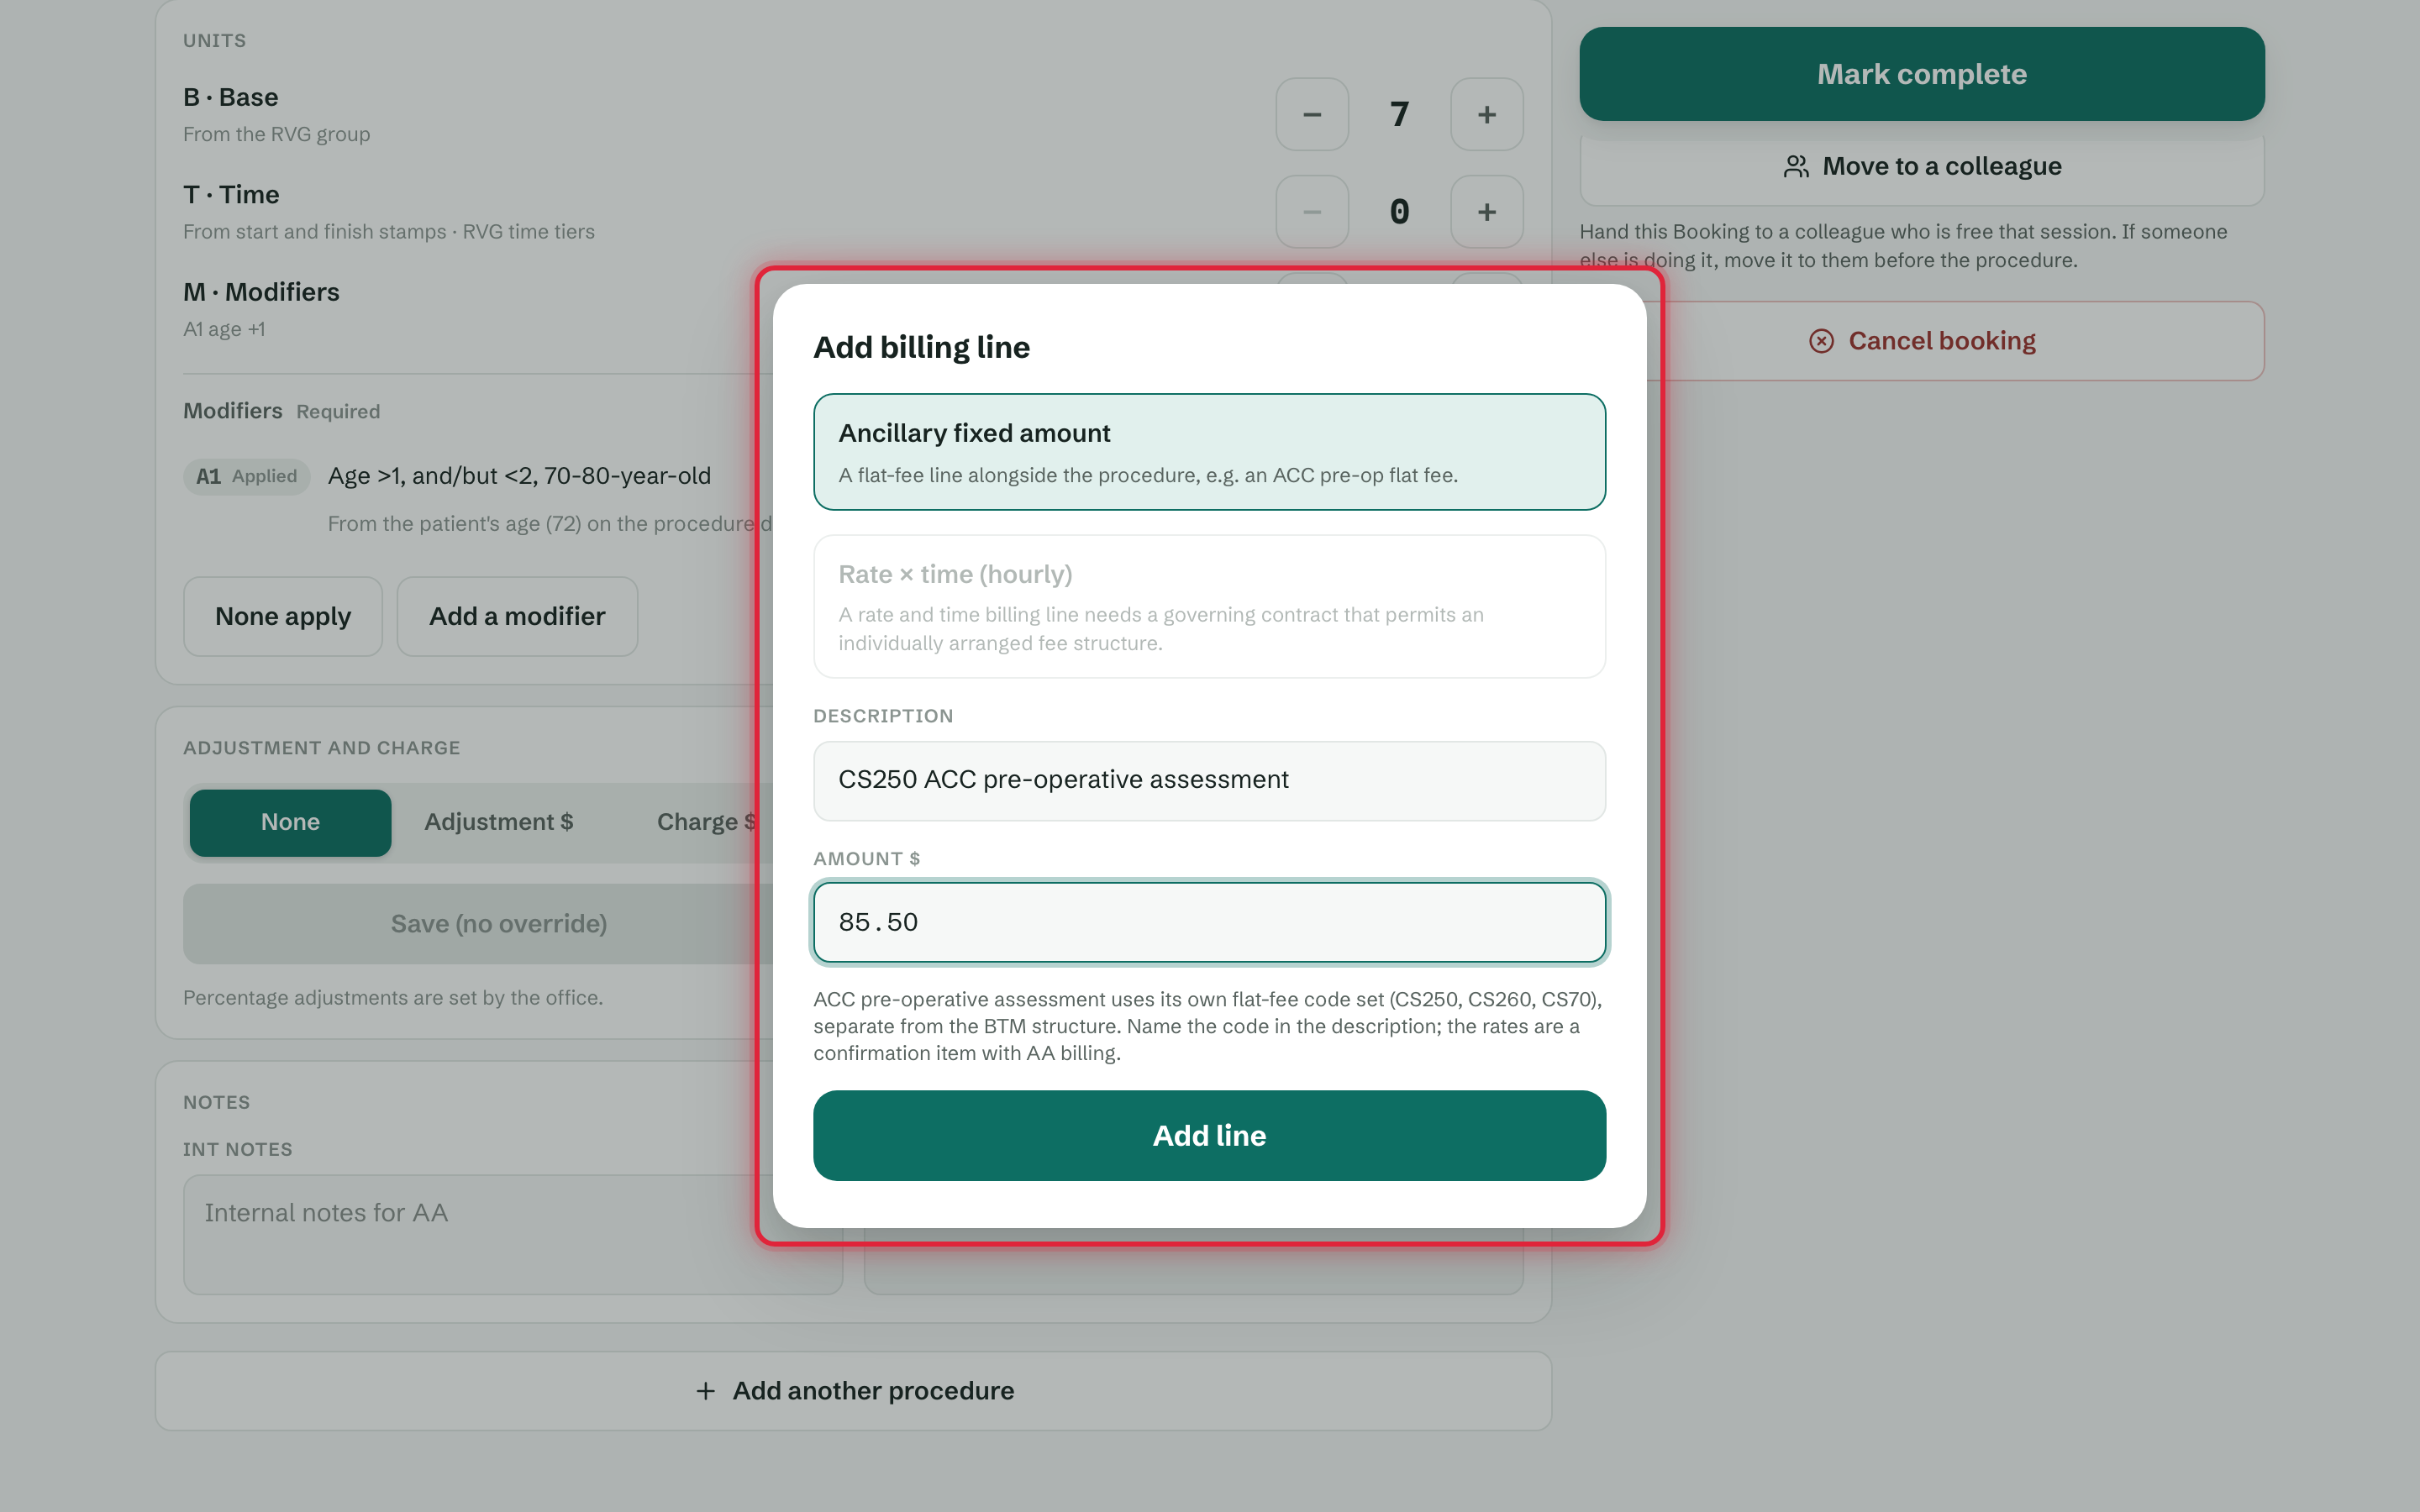 UNITS
B · Base
From the RVG group
− 7 +
T · Time
From start and finish stamps · RVG time tiers
− 0 +
M · Modifiers
A1 age +1
Modifiers Required
A1 Applied Age >1, and/but <2, 70-80-year-old
From the patient's age (72) on the procedure d
None apply
Add a modifier
ADJUSTMENT AND CHARGE
None
Adjustment $
Charge $
Save (no override)
Percentage adjustments are set by the office.
NOTES
INT NOTES
Internal notes for AA
+ Add another procedure
Mark complete
Move to a colleague
Hand this Booking to a colleague who is free that session. If someone
else is doing it, move it to them before the procedure.
Cancel booking
Add billing line
Ancillary fixed amount
A flat-fee line alongside the procedure, e.g. an ACC pre-op flat fee.
Rate × time (hourly)
A rate and time billing line needs a governing contract that permits an
individually arranged fee structure.
DESCRIPTION
CS250 ACC pre-operative assessment
AMOUNT $
85.50
ACC pre-operative assessment uses its own flat-fee code set (CS250, CS260, CS70),
separate from the BTM structure. Name the code in the description; the rates are a
confirmation item with AA billing.
Add line